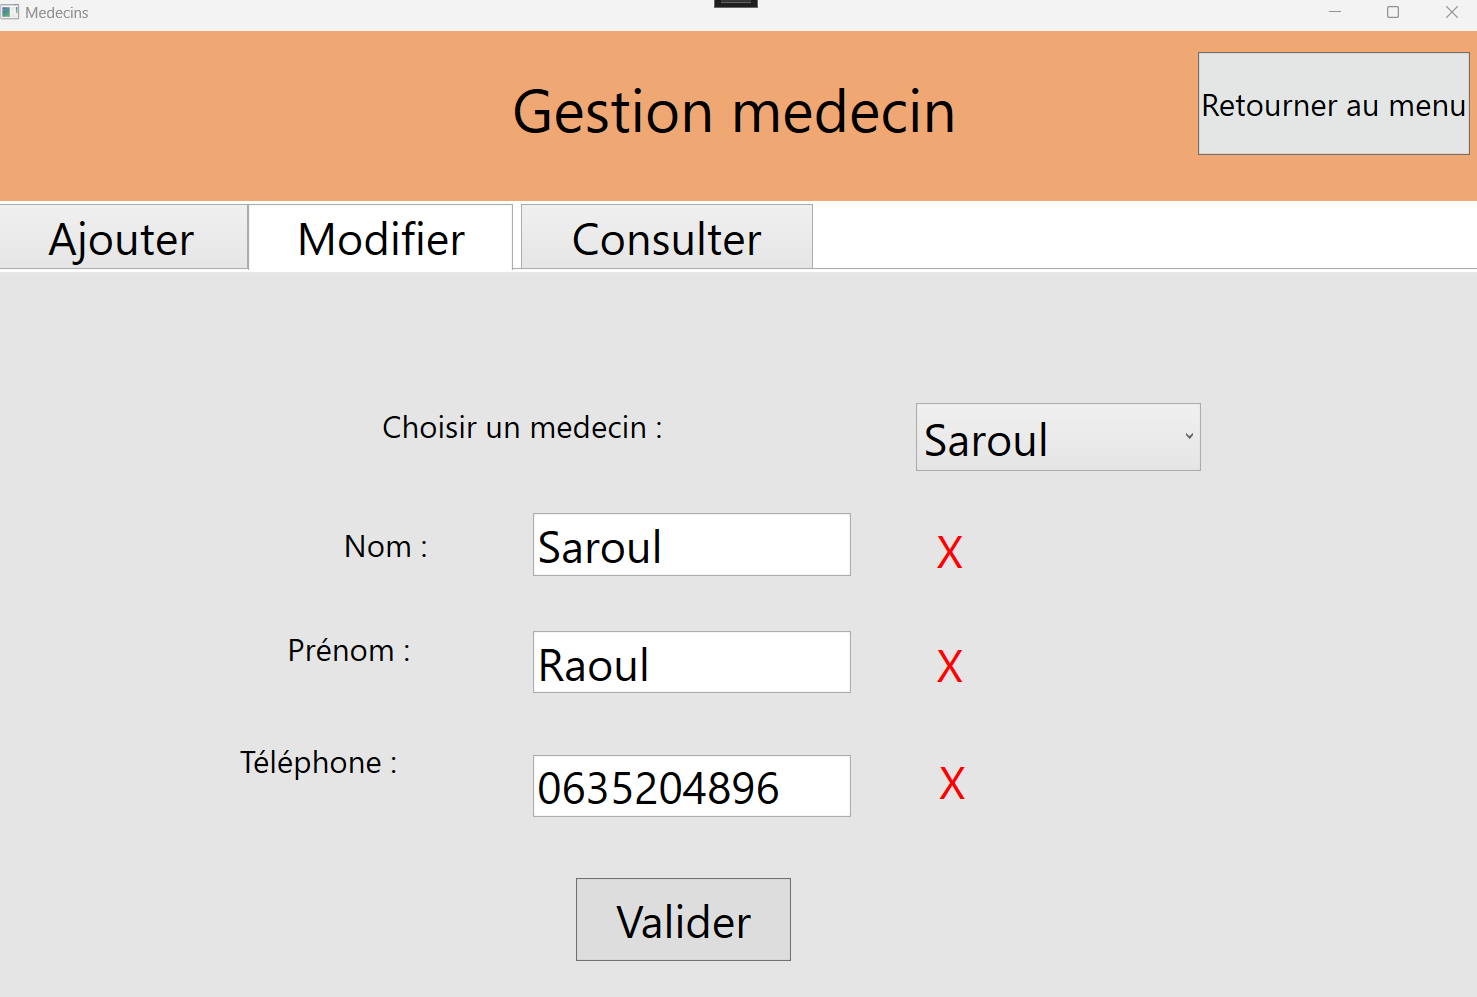 Medecins
Gestion medecin
Retourner au menu
Ajouter
Modifier
Consulter
Choisir un medecin :
Saroul
Nom :
Saroul
X
Prénom :
Raoul
X
Téléphone :
0635204896
X
Valider